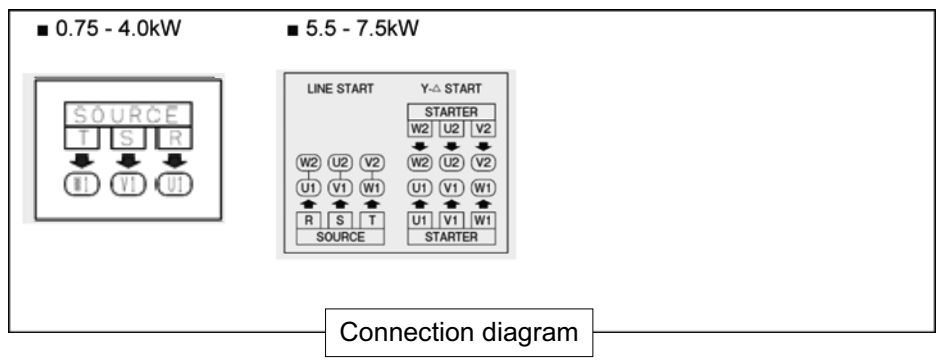 ■ 0.75 - 4.0kW
■ 5.5 - 7.5kW
SOURCE
T S R
W1 V1 U1
LINE START
W2 U2 V2
U1 V1 W1
R S T
SOURCE
Y-△ START
STARTER
W2 U2 V2
W2 U2 V2
U1 V1 W1
U1 V1 W1
STARTER
Connection diagram